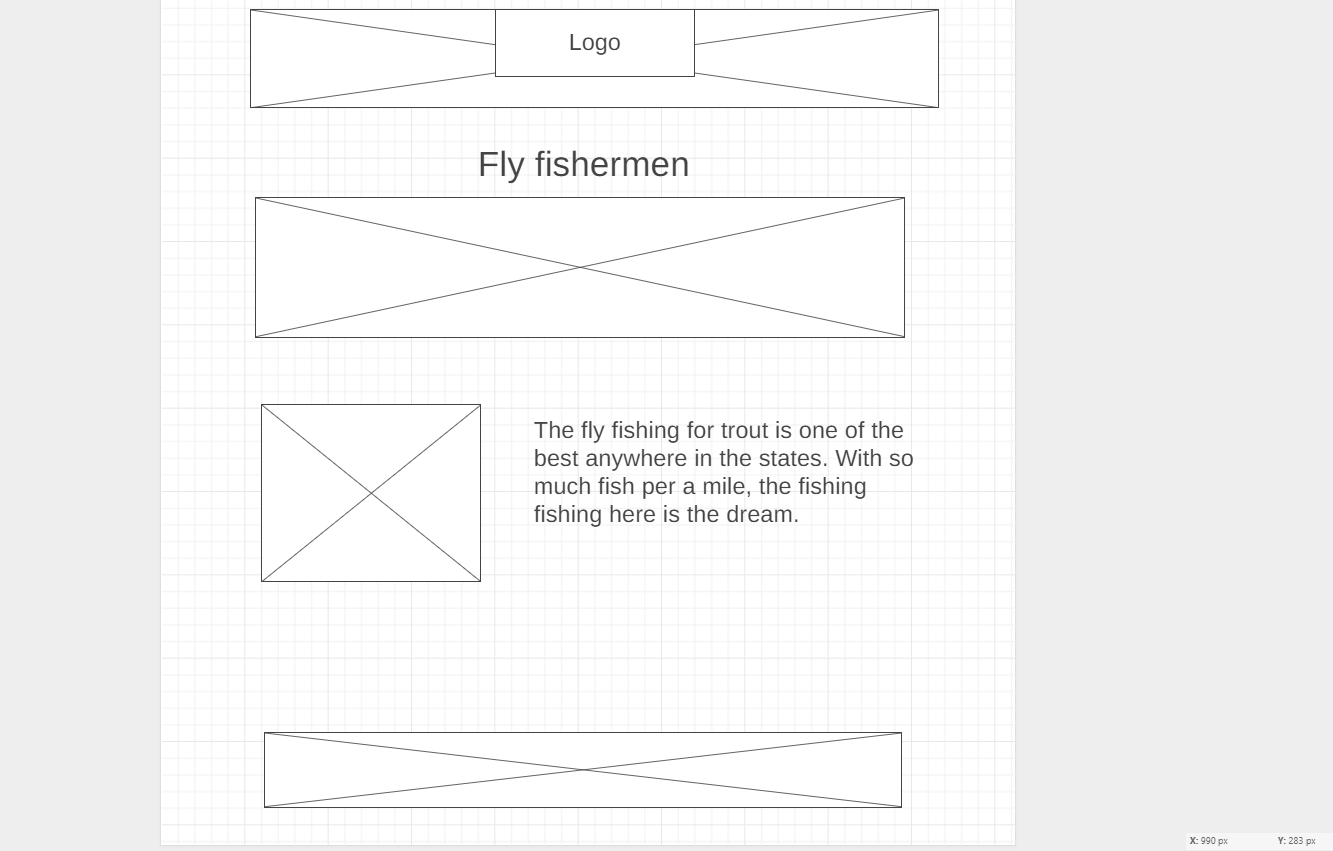 Logo
Fly fishermen
The fly fishing for trout is one of the
best anywhere in the states. With so
much fish per a mile, the fishing
fishing here is the dream.
X: 990 px Y: 283 px